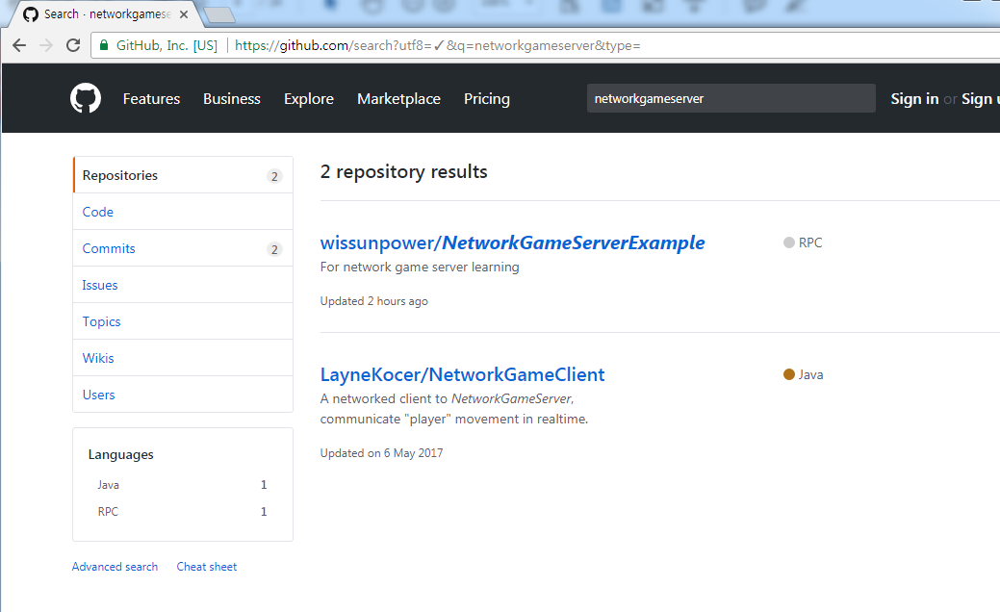 Search · networkgamese
GitHub, Inc. [US] https://github.com/search?utf8=✓&q=networkgameserver&type=
Features Business Explore Marketplace Pricing networkgameserver Sign in or Sign u
Repositories 2
Code
Commits 2
Issues
Topics
Wikis
Users
Languages
Java 1
RPC 1
Advanced search Cheat sheet
2 repository results
wissunpower/NetworkGameServerExample RPC
For network game server learning
Updated 2 hours ago
LayneKocer/NetworkGameClient Java
A networked client to NetworkGameServer,
communicate "player" movement in realtime.
Updated on 6 May 2017